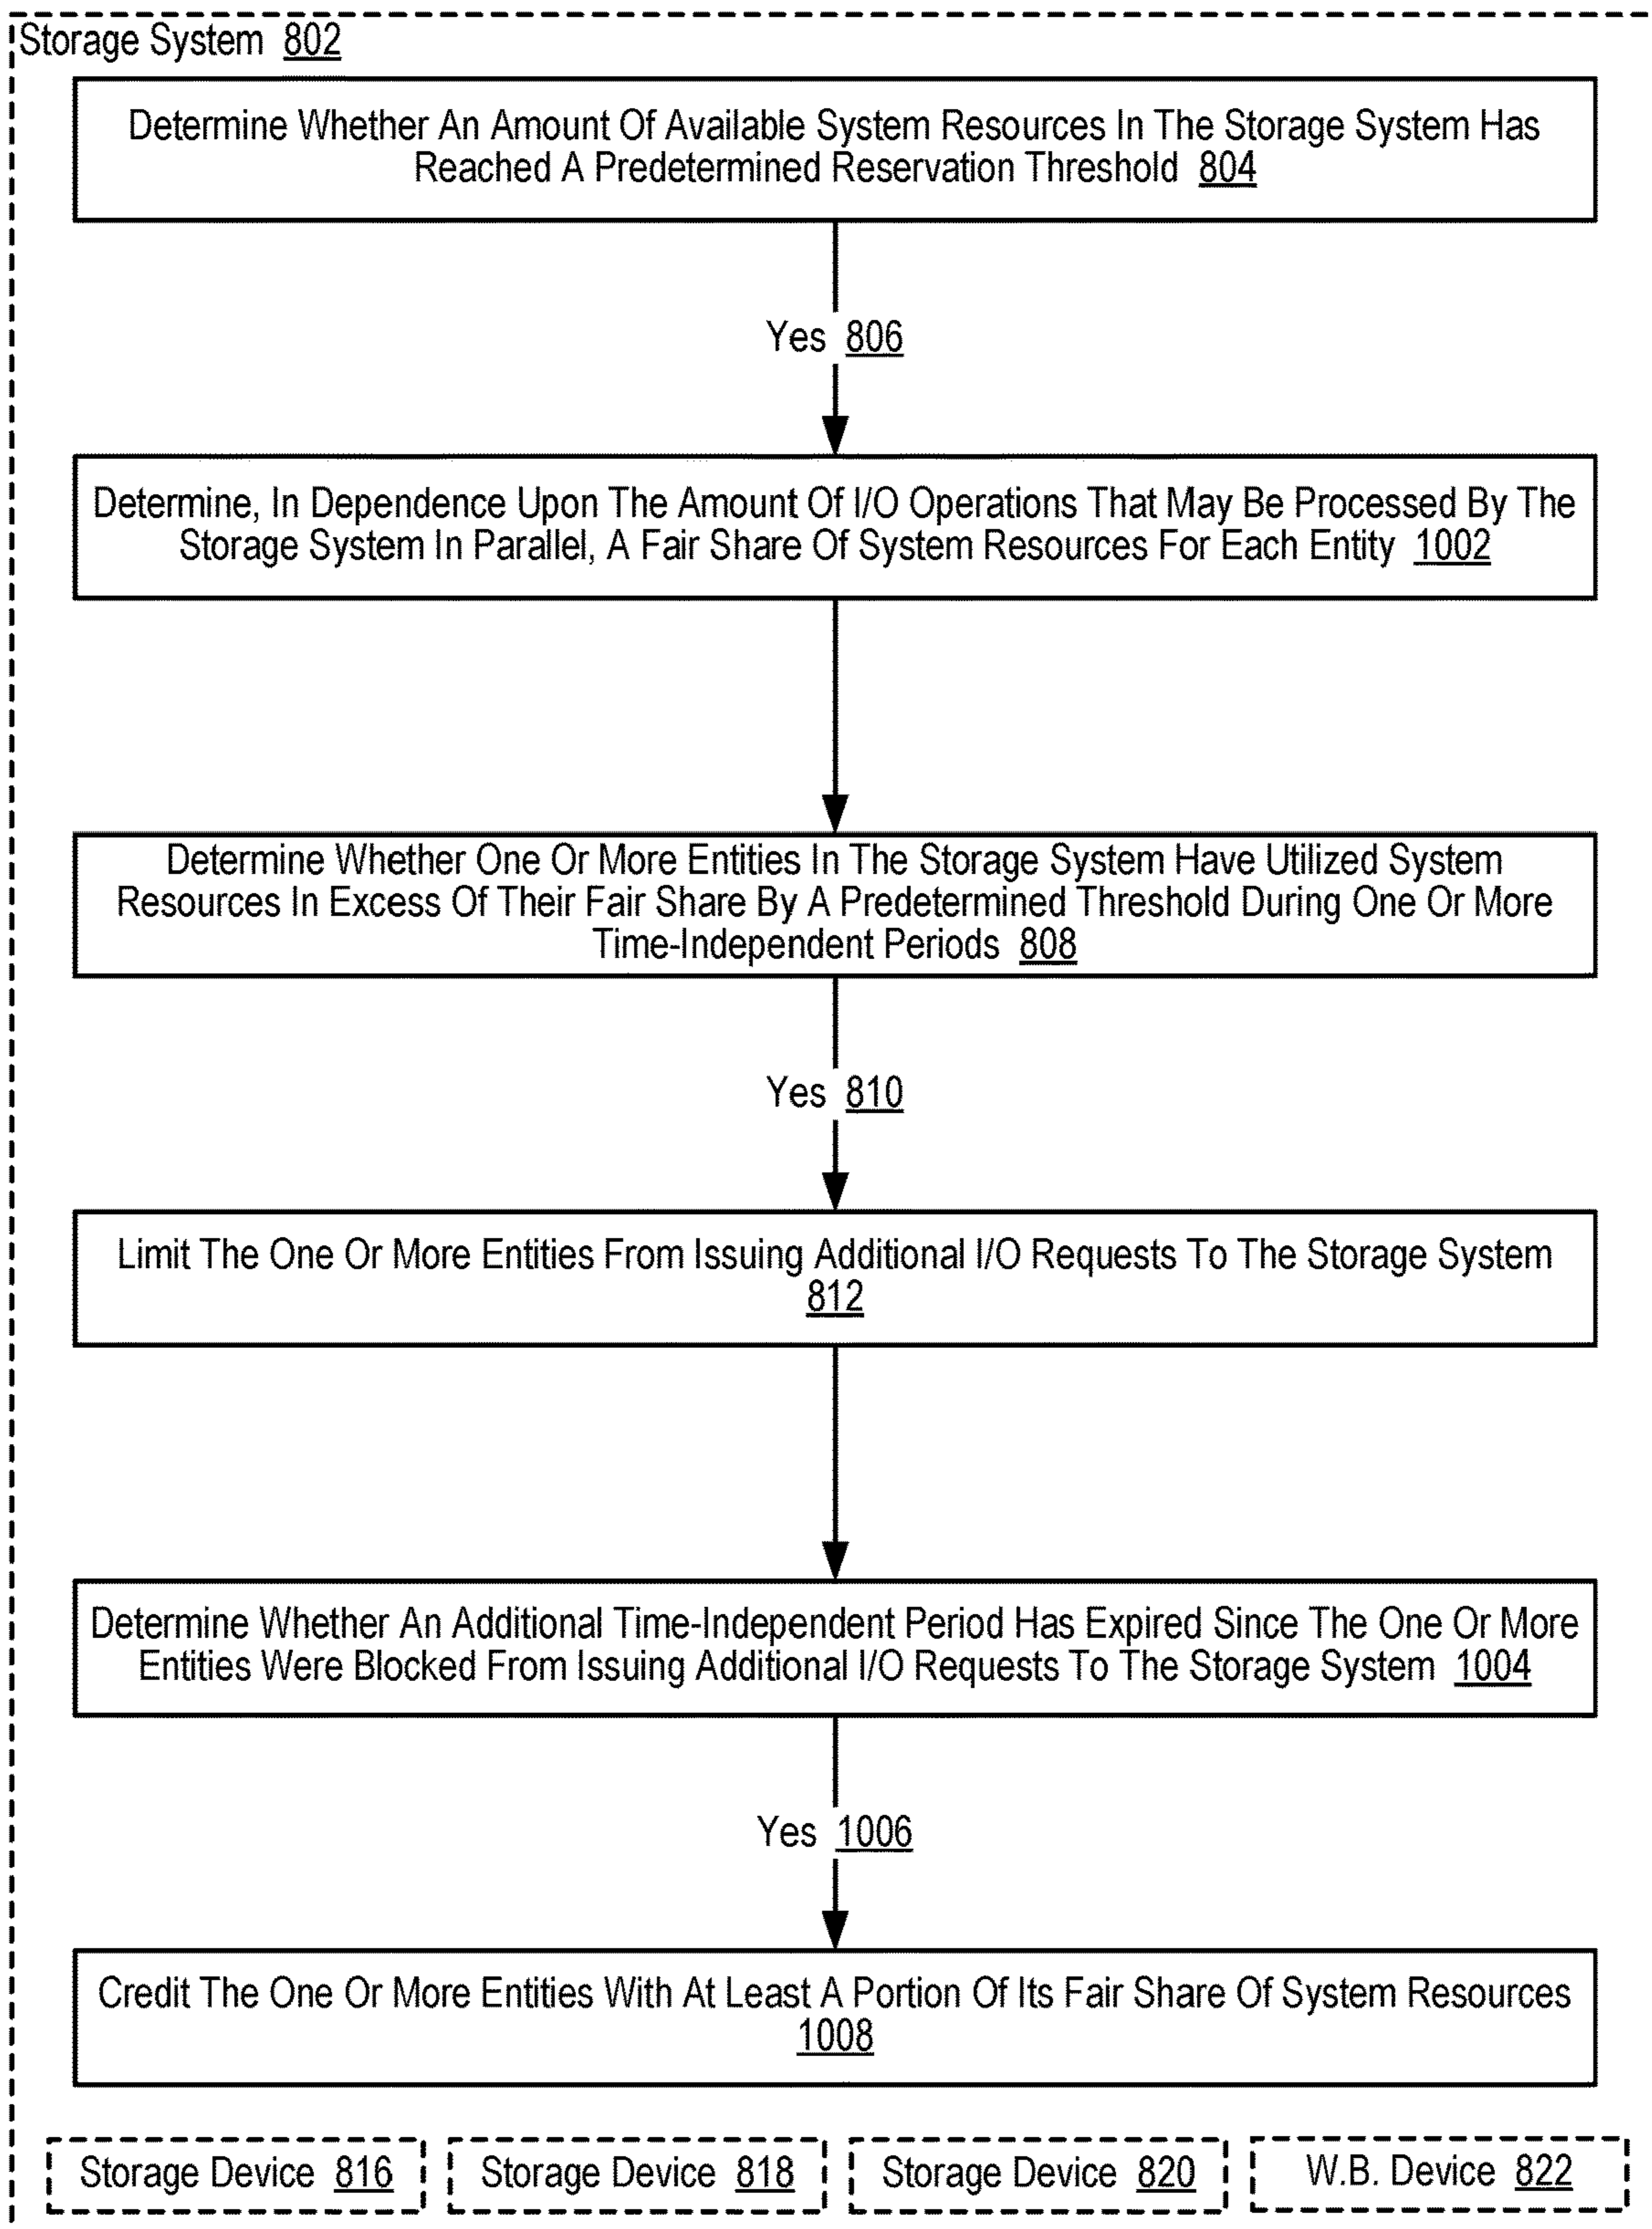 Storage System 802
Determine Whether An Amount Of Available System Resources In The Storage System Has
Reached A Predetermined Reservation Threshold 804
Yes 806
Determine, In Dependence Upon The Amount Of I/O Operations That May Be Processed By The
Storage System In Parallel, A Fair Share Of System Resources For Each Entity 1002
Determine Whether One Or More Entities In The Storage System Have Utilized System
Resources In Excess Of Their Fair Share By A Predetermined Threshold During One Or More
Time-Independent Periods 808
Yes 810
Limit The One Or More Entities From Issuing Additional I/O Requests To The Storage System
812
Determine Whether An Additional Time-Independent Period Has Expired Since The One Or More
Entities Were Blocked From Issuing Additional I/O Requests To The Storage System 1004
Yes 1006
Credit The One Or More Entities With At Least A Portion Of Its Fair Share Of System Resources
1008
Storage Device 816
Storage Device 818
Storage Device 820
W.B. Device 822